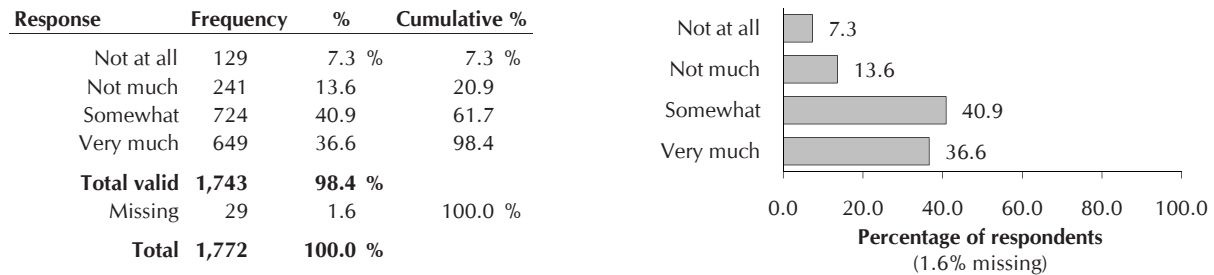 Response Frequency % Cumulative %
Not at all 129 7.3 % 7.3 %
Not much 241 13.6 20.9
Somewhat 724 40.9 61.7
Very much 649 36.6 98.4
Total valid 1,743 98.4 %
Missing 29 1.6 100.0 %
Total 1,772 100.0 %
Not at all 7.3
Not much 13.6
Somewhat 40.9
Very much 36.6
0.0 20.0 40.0 60.0 80.0 100.0
Percentage of respondents
(1.6% missing)